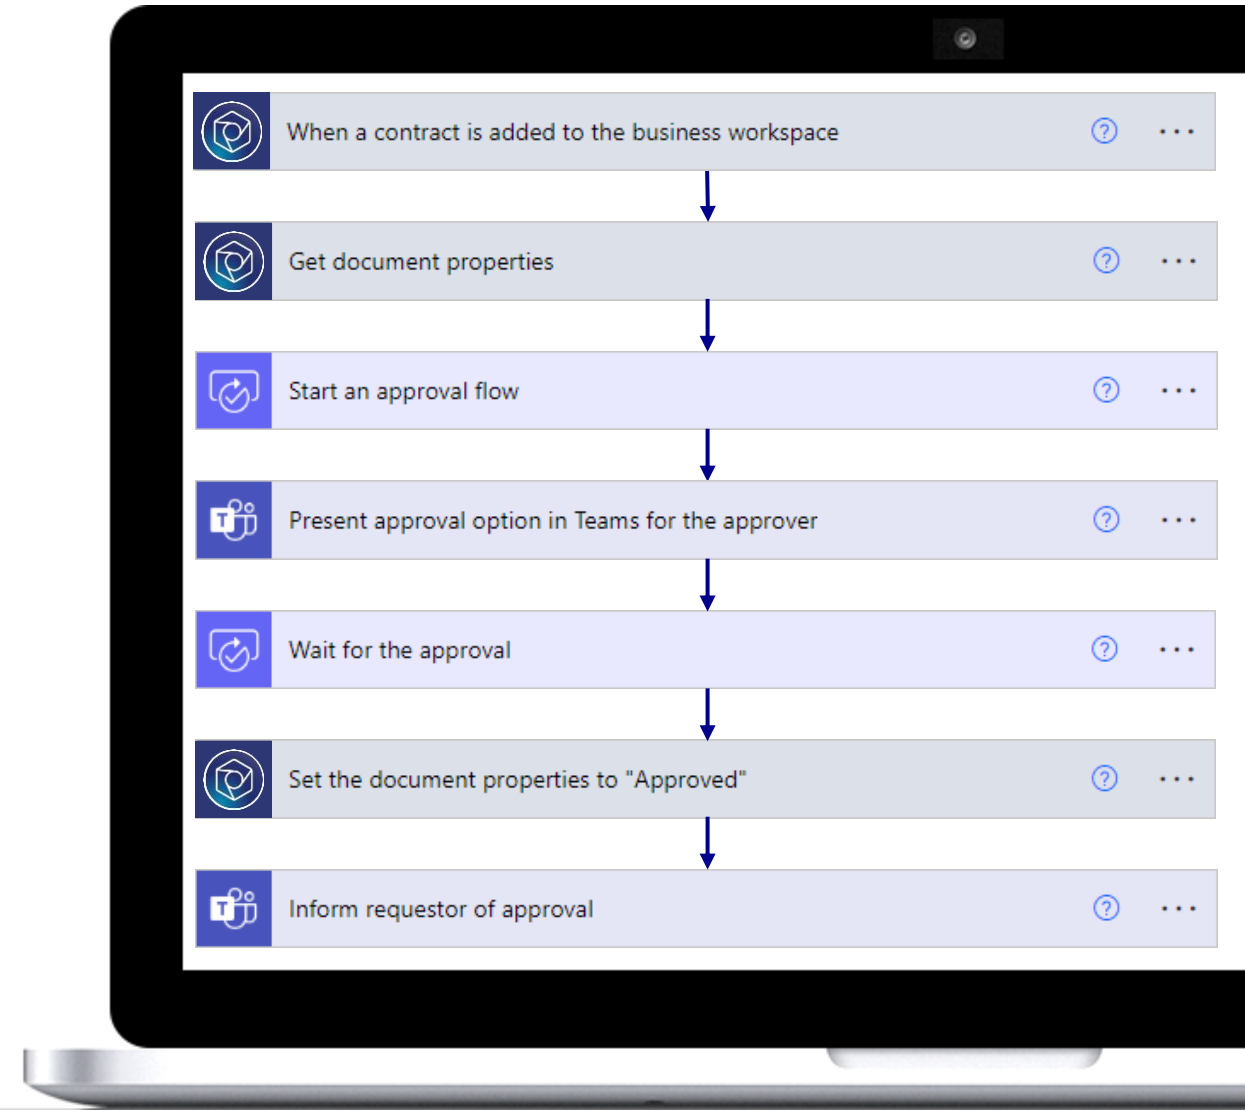 When a contract is added to the business workspace
Get document properties
Start an approval flow
T
Present approval option in Teams for the approver
Wait for the approval
Set the document properties to "Approved"
T
Inform requestor of approval